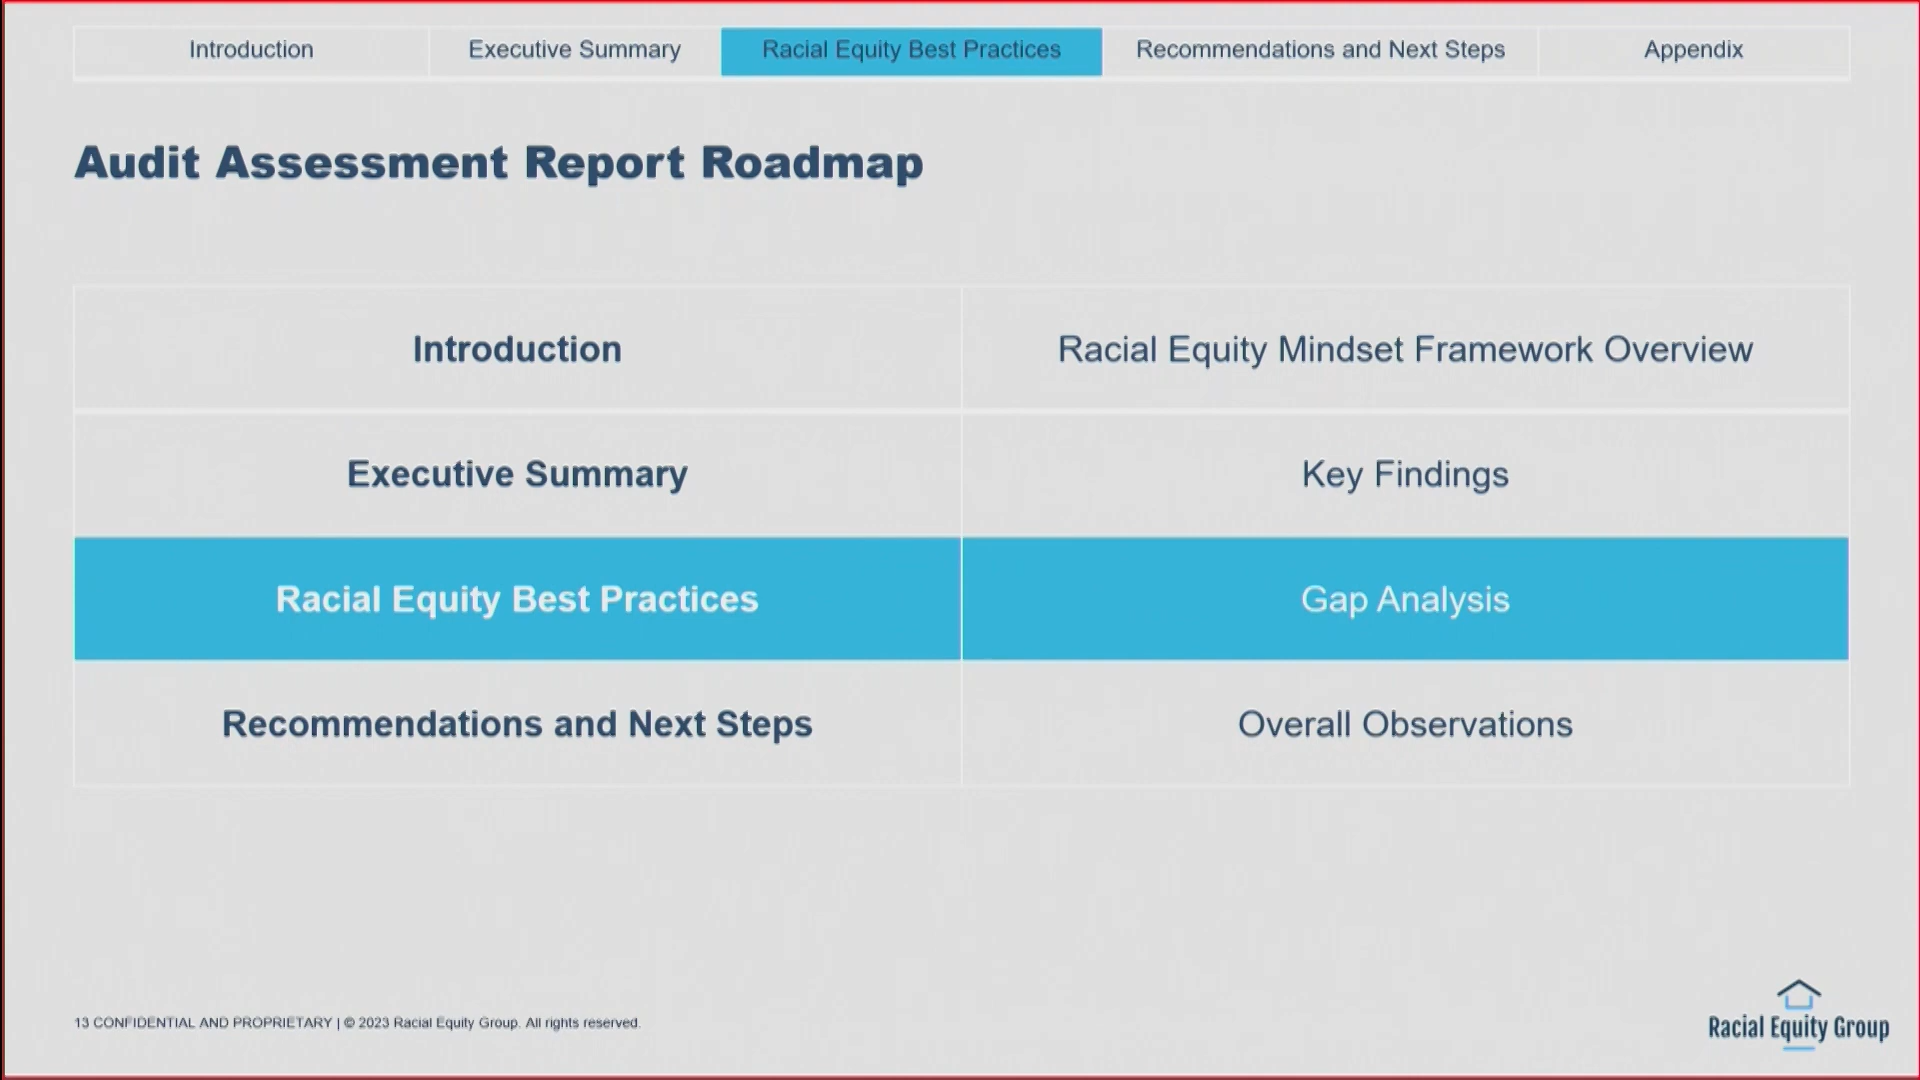 Introduction
Executive Summary
Racial Equity Best Practices
Recommendations and Next Steps
Appendix
Audit Assessment Report Roadmap
Introduction
Racial Equity Mindset Framework Overview
Executive Summary
Key Findings
Racial Equity Best Practices
Gap Analysis
Recommendations and Next Steps
Overall Observations
13 CONFIDENTIAL AND PROPRIETARY | © 2023 Racial Equity Group. All rights reserved.
Racial Equity Group